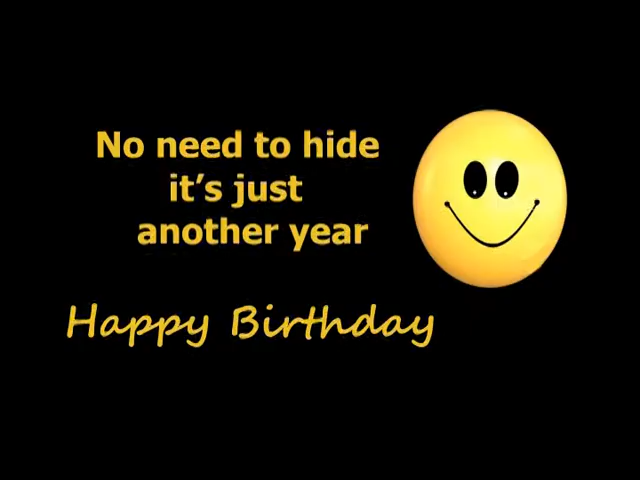 No need to hide
it’s just
another year
Happy Birthday